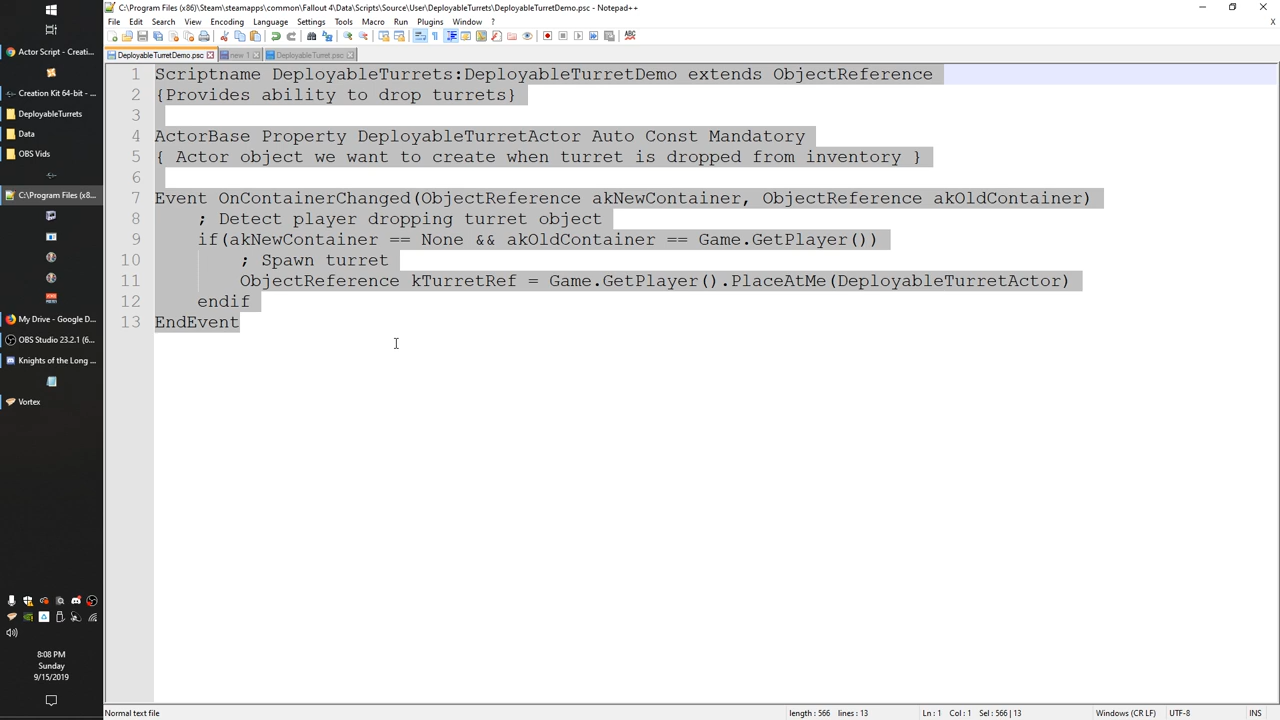 C:\Program Files (x86)\Steam\steamapps\common\Fallout 4\Data\Scripts\Source\User\DeployableTurrets\DeployableTurretDemo.psc - Notepad++
File Edit Search View Encoding Language Settings Tools Macro Run Plugins Window ?
DeployableTurretDemo.psc new 1 DeployableTurret.psc
1 Scriptname DeployableTurrets:DeployableTurretDemo extends ObjectReference
2 {Provides ability to drop turrets}
3
4 ActorBase Property DeployableTurretActor Auto Const Mandatory
5 { Actor object we want to create when turret is dropped from inventory }
6
7 Event OnContainerChanged(ObjectReference akNewContainer, ObjectReference akOldContainer)
8 ; Detect player dropping turret object
9 if(akNewContainer == None && akOldContainer == Game.GetPlayer())
10 ; Spawn turret
11 ObjectReference kTurretRef = Game.GetPlayer().PlaceAtMe(DeployableTurretActor)
12 endif
13 EndEvent
Actor Script - Creati...
Creation Kit 64-bit - ...
DeployableTurrets
Data
OBS Vids
C:\Program Files (x8...
My Drive - Google D...
OBS Studio 23.2.1 (6...
Knights of the Long ...
Vortex
8:08 PM
Sunday
9/15/2019
Normal text file
length : 566 lines : 13
Ln : 1 Col : 1 Sel : 566 | 13
Windows (CR LF)
UTF-8
INS